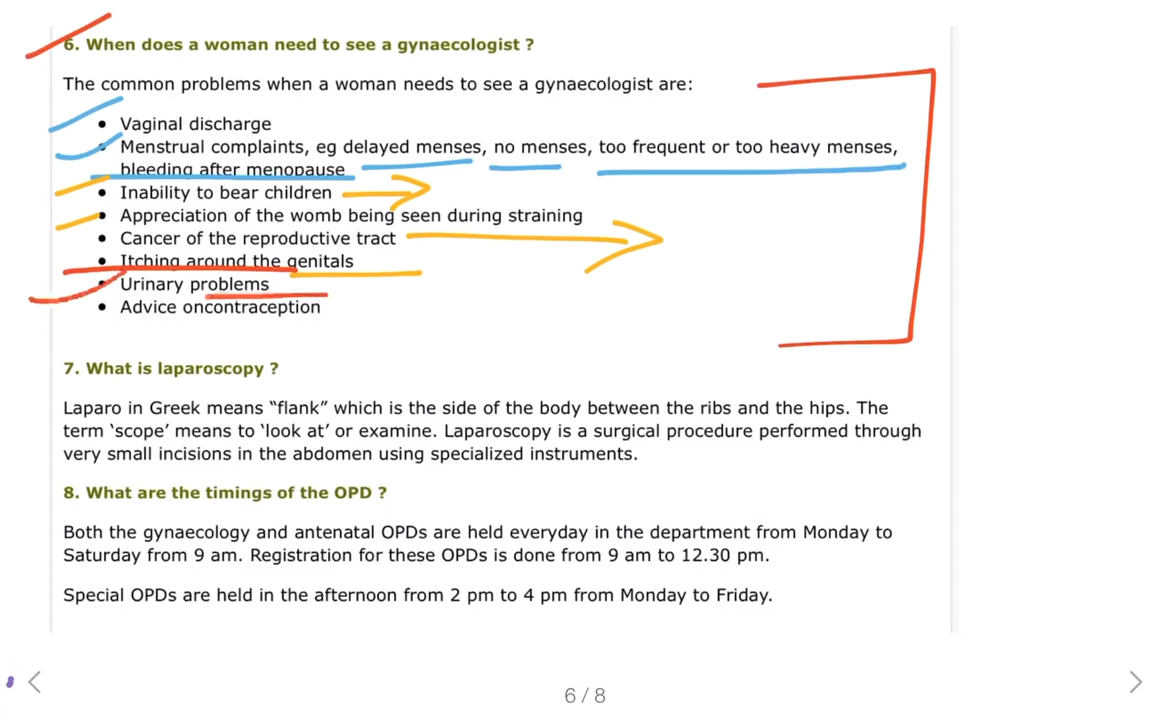 6. When does a woman need to see a gynaecologist ?
The common problems when a woman needs to see a gynaecologist are:
• Vaginal discharge
• Menstrual complaints, eg delayed menses, no menses, too frequent or too heavy menses,
bleeding after menopause
• Inability to bear children
• Appreciation of the womb being seen during straining
• Cancer of the reproductive tract
• Itching around the genitals
• Urinary problems
• Advice oncontraception
7. What is laparoscopy ?
Laparo in Greek means “flank” which is the side of the body between the ribs and the hips. The
term ‘scope’ means to ‘look at’ or examine. Laparoscopy is a surgical procedure performed through
very small incisions in the abdomen using specialized instruments.
8. What are the timings of the OPD ?
Both the gynaecology and antenatal OPDs are held everyday in the department from Monday to
Saturday from 9 am. Registration for these OPDs is done from 9 am to 12.30 pm.
Special OPDs are held in the afternoon from 2 pm to 4 pm from Monday to Friday.
6 / 8